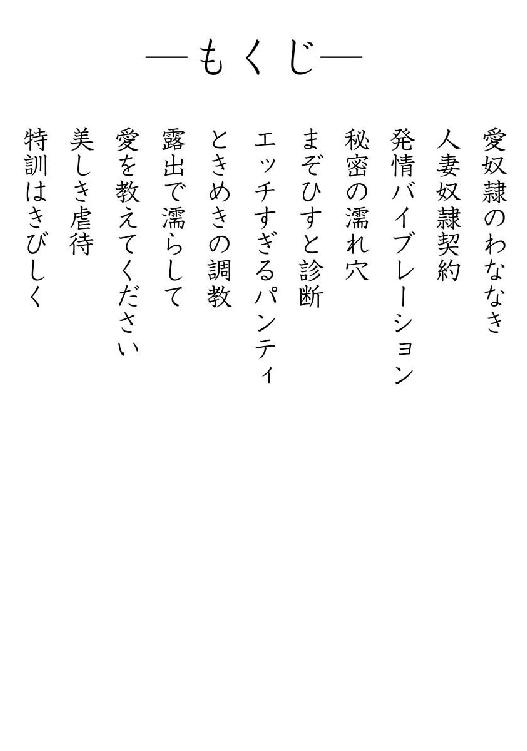 ―もくじ―
愛奴隷のわななき
人妻奴隷契約
発情バイブレーション
秘密の濡れ穴
まぞひすと診断
エッチすぎるパンティ
ときめきの調教
露出で濡らして
愛を教えてください
美しき虐待
特訓はきびしく